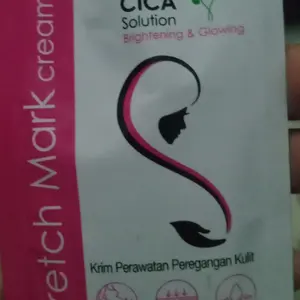 CICA
Solution
Brightening & Glowing
retch Mark cream
Krim Perawatan Peregangan Kulit